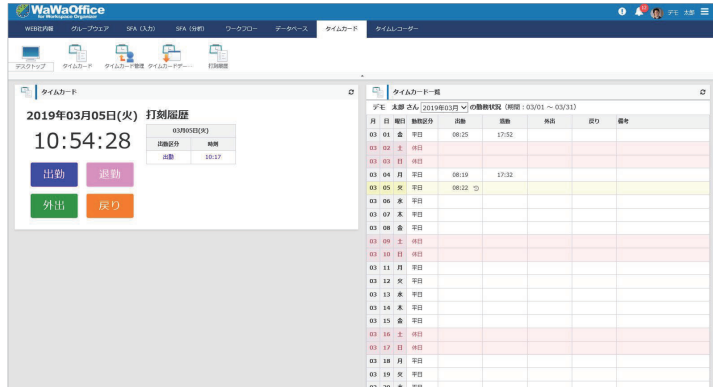 WaWaOffice
for Workspace Organizer
デモ 太郎
WEB社内報 グループウェア SFA (入力) SFA (分析) ワークフロー データベース タイムカード タイムレコーダー
デスクトップ タイムカード タイムカード管理 タイムカードデー… 打刻履歴
タイムカード
2019年03月05日(火) 打刻履歴
10:54:28
03月05日(火)
出勤区分 時刻
出勤 10:17
出勤 退勤
外出 戻り
タイムカード一覧
デモ 太郎 さん 2019年03月 の勤務状況 (期間 : 03/01 ～ 03/31)
月 日 曜日 勤務区分 出勤 退勤 外出 戻り 備考
03 01 金 平日 08:25 17:52
03 02 土 休日
03 03 日 休日
03 04 月 平日 08:19 17:32
03 05 火 平日 08:22
03 06 水 平日
03 07 木 平日
03 08 金 平日
03 09 土 休日
03 10 日 休日
03 11 月 平日
03 12 火 平日
03 13 水 平日
03 14 木 平日
03 15 金 平日
03 16 土 休日
03 17 日 休日
03 18 月 平日
03 19 火 平日
03 20 水 平日